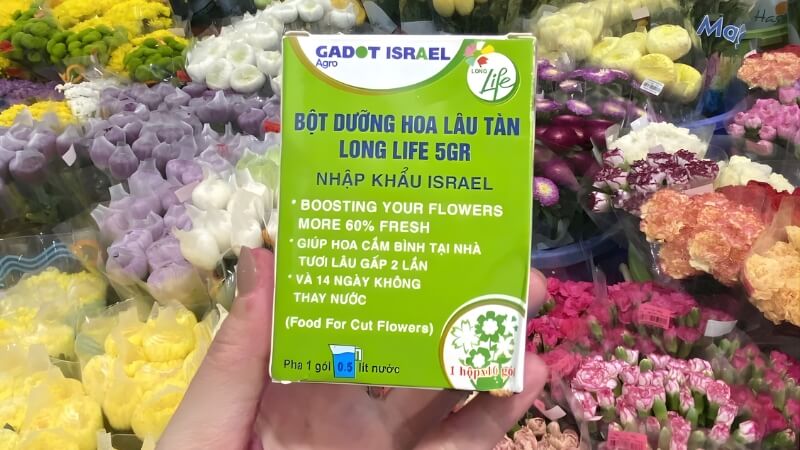 GADOT ISRAEL
Agro
LONG
Life
BỘT DƯỠNG HOA LÂU TÀN
LONG LIFE 5GR
NHẬP KHẨU ISRAEL
* BOOSTING YOUR FLOWERS
MORE 60% FRESH
* GIÚP HOA CẮM BÌNH TẠI NHÀ
TƯƠI LÂU GẤP 2 LẦN
* VÀ 14 NGÀY KHÔNG
THAY NƯỚC
(Food For Cut Flowers)
Pha 1 gói 0.5 lít nước
1 hộpx10 gói